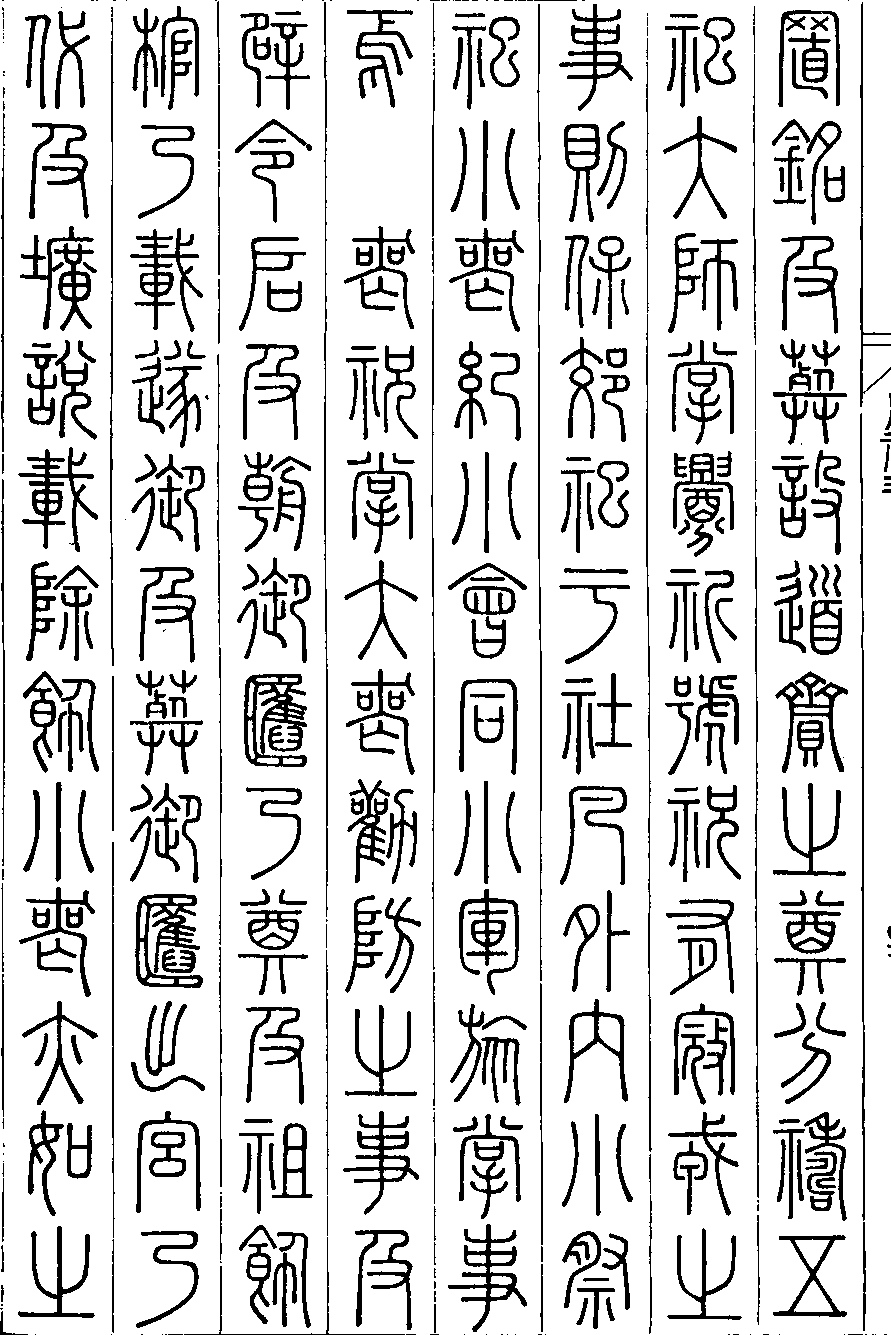 置銘及葬設道齎之奠分禱五
祀大師掌釁祈號祝有寇戎之
事則保郊祀于社凡外內小祭
祀小喪紀小會同小軍旅掌事
焉　喪祝掌大喪勸防之事及
辟令启及朝御匶乃奠及祖飾
棺乃載遂御及葬御匶出宮乃
代及壙說載除飾小喪亦如之